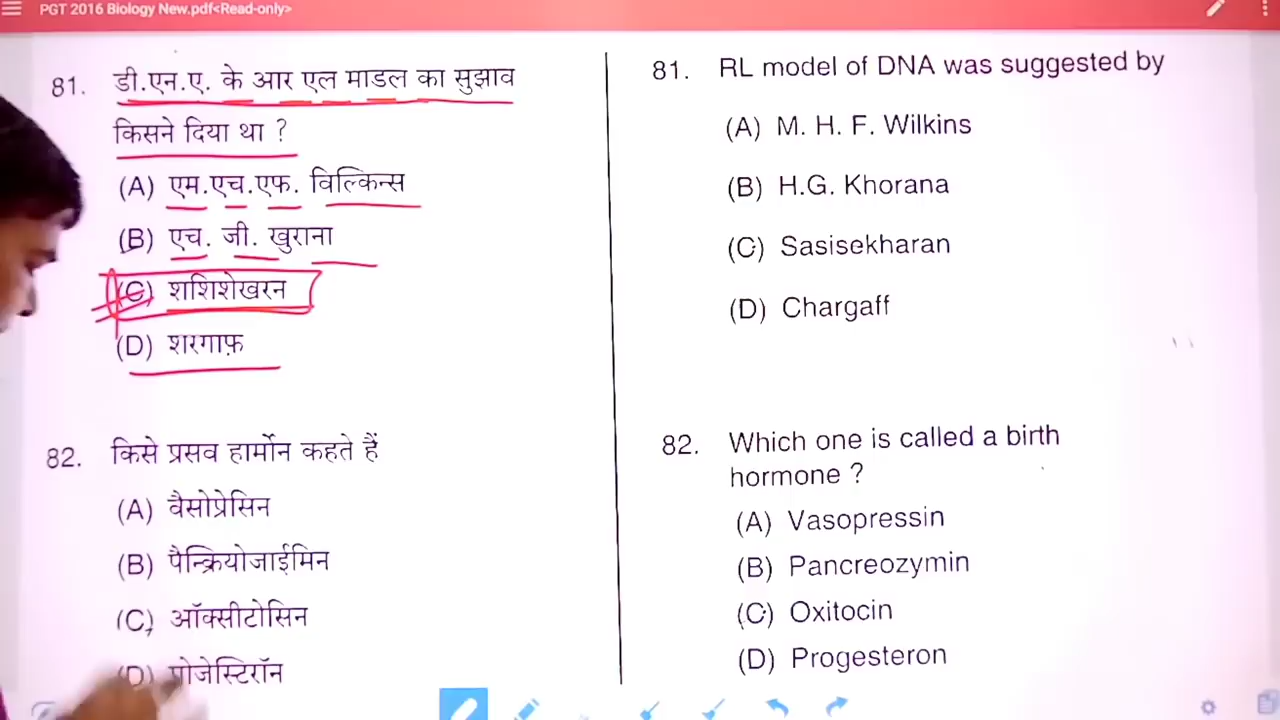 PGT 2016 Biology New.pdf<Read-only>
81. डी.एन.ए. के आर एल माडल का सुझाव
किसने दिया था ?
(A) एम.एच.एफ. विल्किन्स
(B) एच. जी. खुराना
(C) शशिशेखरन
(D) शरगाफ़
82. किसे प्रसव हार्मोन कहते हैं
(A) वैसोप्रेसिन
(B) पैन्क्रियोजाईमिन
(C) ऑक्सीटोसिन
(D) प्रोजेस्टिरॉन
81. RL model of DNA was suggested by
(A) M. H. F. Wilkins
(B) H.G. Khorana
(C) Sasisekharan
(D) Chargaff
82. Which one is called a birth
hormone ?
(A) Vasopressin
(B) Pancreozymin
(C) Oxitocin
(D) Progesteron